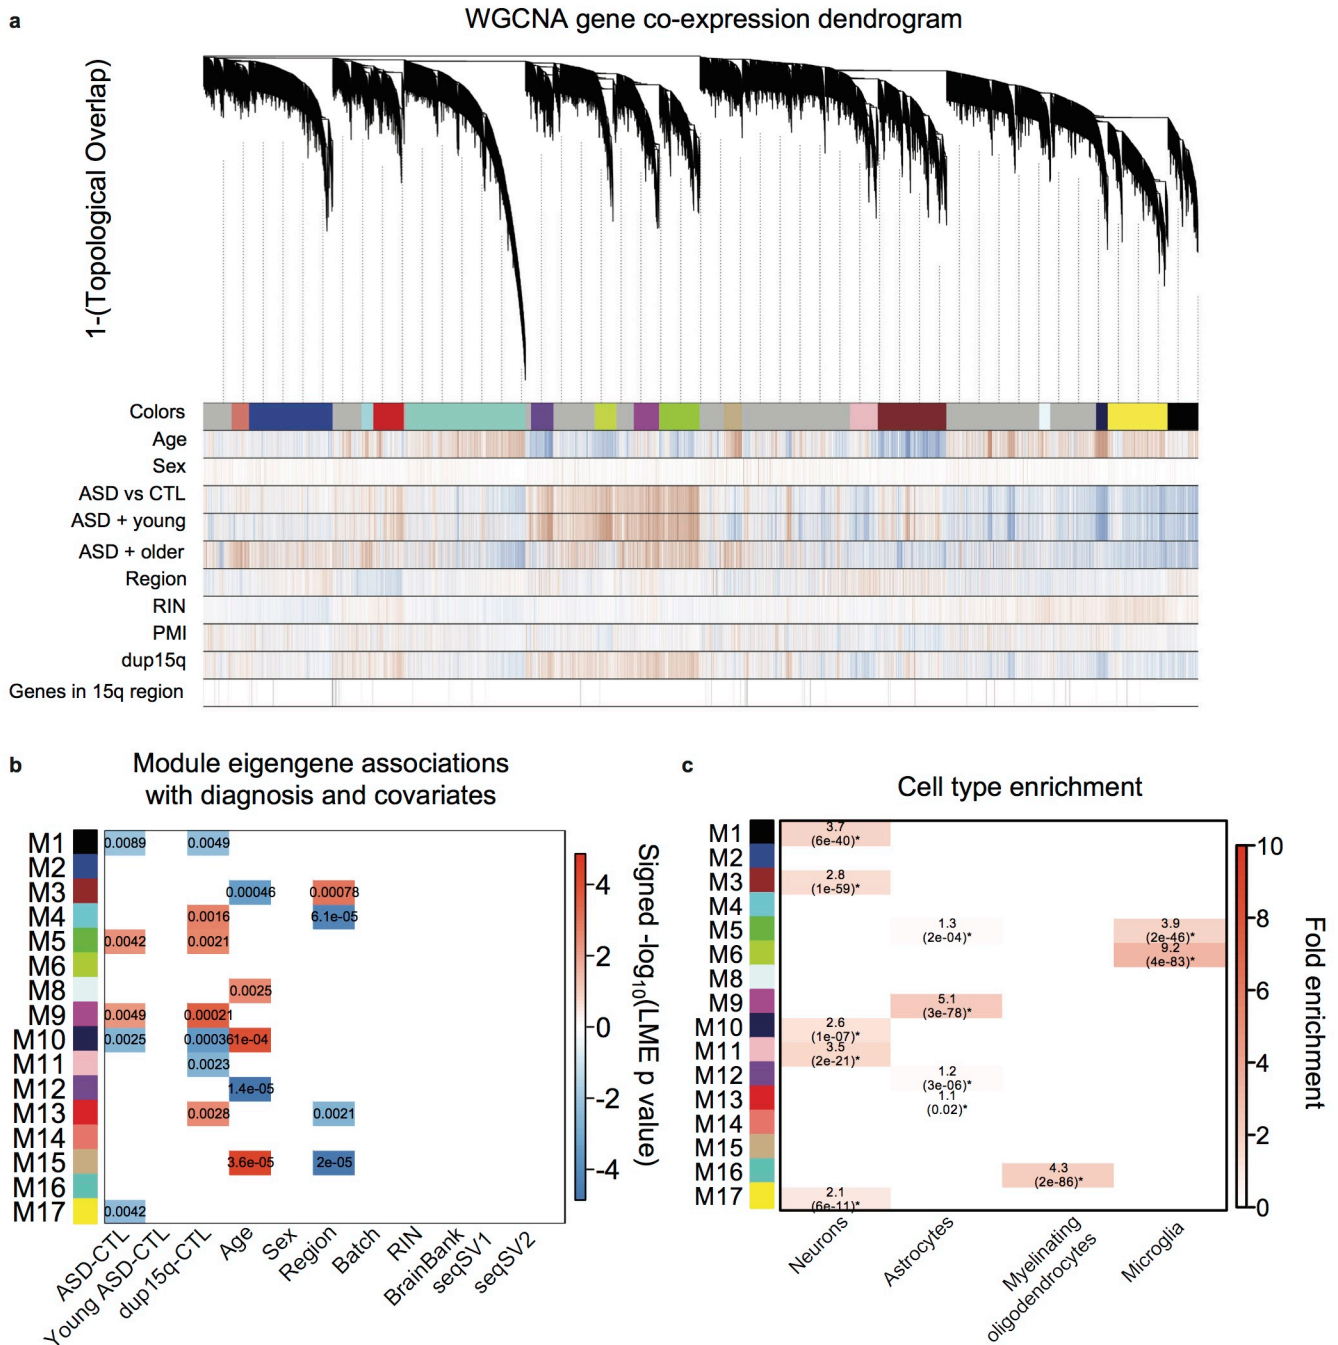 a
WGCNA gene co-expression dendrogram
1-(Topological Overlap)
Colors
Age
Sex
ASD vs CTL
ASD + young
ASD + older
Region
RIN
PMI
dup15q
Genes in 15q region
b
Module eigengene associations
with diagnosis and covariates
M1 0.0089 0.0049
M2
M3 0.00046 0.00078
M4 0.0016 6.1e-05
M5 0.0042 0.0021
M6
M8 0.0025
M9 0.0049 0.00021
M10 0.0025 0.00036 1e-04
M11 0.0023
M12 1.4e-05
M13 0.0028 0.0021
M14
M15 3.6e-05 2e-05
M16
M17 0.0042
ASD-CTL
Young ASD-CTL
dup15q-CTL
Age
Sex
Region
Batch
RIN
BrainBank
seqSV1
seqSV2
4
2
0
-2
-4
Signed -log10(LME p value)
c
Cell type enrichment
M1 3.7
(6e-40)*
M2
M3 2.8
(1e-59)*
M4
M5 1.3 3.9
(2e-04)* (2e-46)*
M6 9.2
(4e-83)*
M8
M9 5.1
(3e-78)*
M10 2.6
(1e-07)*
M11 3.5
(2e-21)*
M12 1.2
(3e-06)*
M13 1.1
(0.02)*
M14
M15
M16 4.3
(2e-86)*
M17 2.1
(6e-11)*
Neurons
Astrocytes
Myelinating
oligodendrocytes
Microglia
10
8
6
4
2
0
Fold enrichment